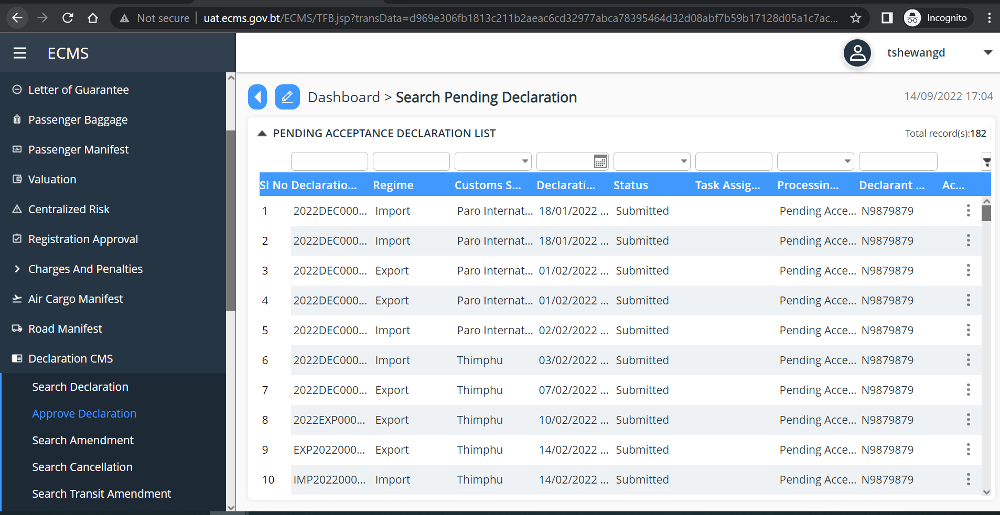 Not secure uat.ecms.gov.bt/ECMS/TFB.jsp?transData=d969e306fb1813c211b2aeac6cd32977abca78395464d32d08abf7b59b17128d05a1c7ac... Incognito
ECMS
tshewangd
Letter of Guarantee
Passenger Baggage
Passenger Manifest
Valuation
Centralized Risk
Registration Approval
Charges And Penalties
Air Cargo Manifest
Road Manifest
Declaration CMS
Search Declaration
Approve Declaration
Search Amendment
Search Cancellation
Search Transit Amendment
Dashboard > Search Pending Declaration
14/09/2022 17:04
PENDING ACCEPTANCE DECLARATION LIST
Total record(s):182
Sl No Declaratio... Regime Customs S... Declarati... Status Task Assig... Processin... Declarant ... Ac...
1 2022DEC000... Import Paro Internat... 18/01/2022 ... Submitted Pending Acce... N9879879
2 2022DEC000... Import Paro Internat... 18/01/2022 ... Submitted Pending Acce... N9879879
3 2022DEC000... Export Paro Internat... 01/02/2022 ... Submitted Pending Acce... N9879879
4 2022DEC000... Export Paro Internat... 01/02/2022 ... Submitted Pending Acce... N9879879
5 2022DEC000... Import Paro Internat... 02/02/2022 ... Submitted Pending Acce... N9879879
6 2022DEC000... Import Thimphu 03/02/2022 ... Submitted Pending Acce... N9879879
7 2022DEC000... Export Thimphu 07/02/2022 ... Submitted Pending Acce... N9879879
8 2022EXP000... Export Thimphu 10/02/2022 ... Submitted Pending Acce... N9879879
9 EXP2022000... Export Thimphu 14/02/2022 ... Submitted Pending Acce... N9879879
10 IMP2022000... Import Thimphu 14/02/2022 ... Submitted Pending Acce... N9879879